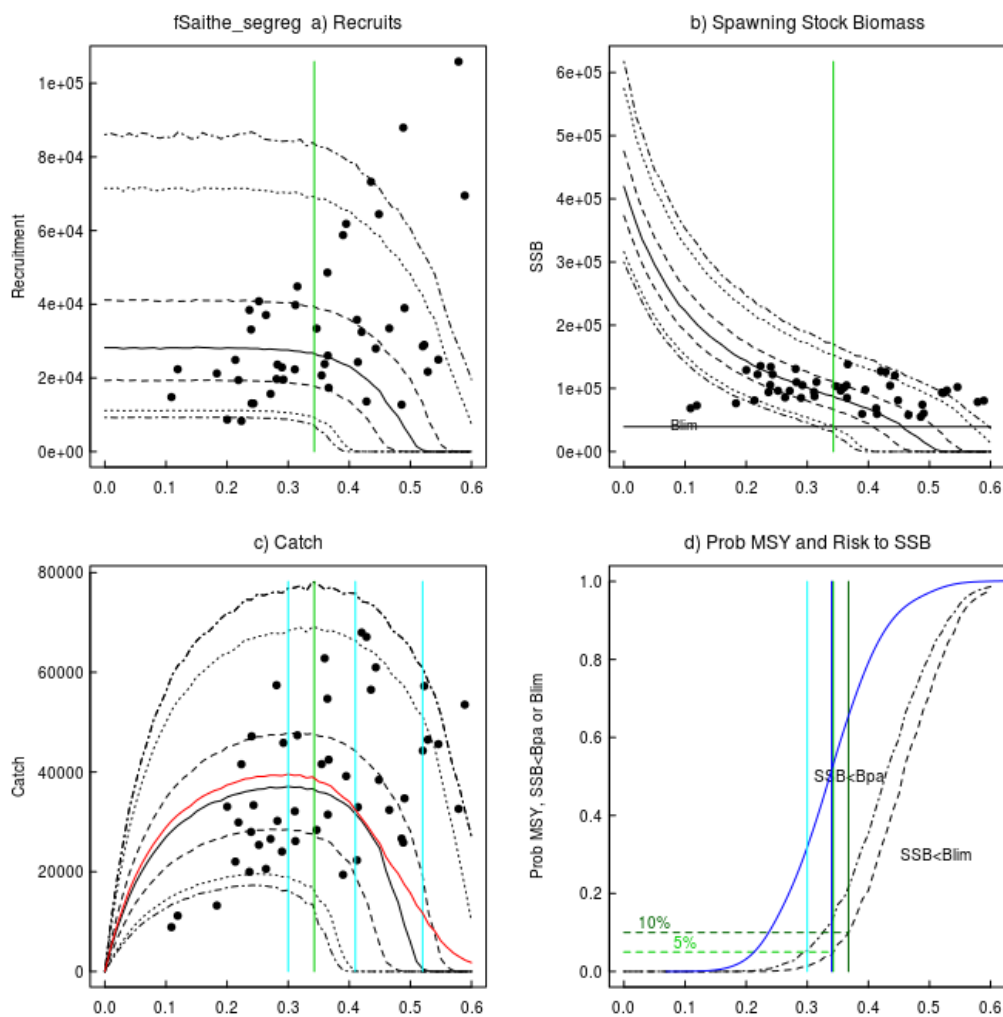 fSaithe_segreg a) Recruits
Recruitment
1e+05
8e+04
6e+04
4e+04
2e+04
0e+00
0.0 0.1 0.2 0.3 0.4 0.5 0.6
b) Spawning Stock Biomass
SSB
6e+05
5e+05
4e+05
3e+05
2e+05
1e+05
0e+00
Blim
0.0 0.1 0.2 0.3 0.4 0.5 0.6
c) Catch
Catch
80000
60000
40000
20000
0
0.0 0.1 0.2 0.3 0.4 0.5 0.6
d) Prob MSY and Risk to SSB
Prob MSY, SSB<Bpa or Blim
1.0
0.8
0.6
0.4
0.2
0.0
SSB<Bpa
SSB<Blim
10%
5%
0.0 0.1 0.2 0.3 0.4 0.5 0.6